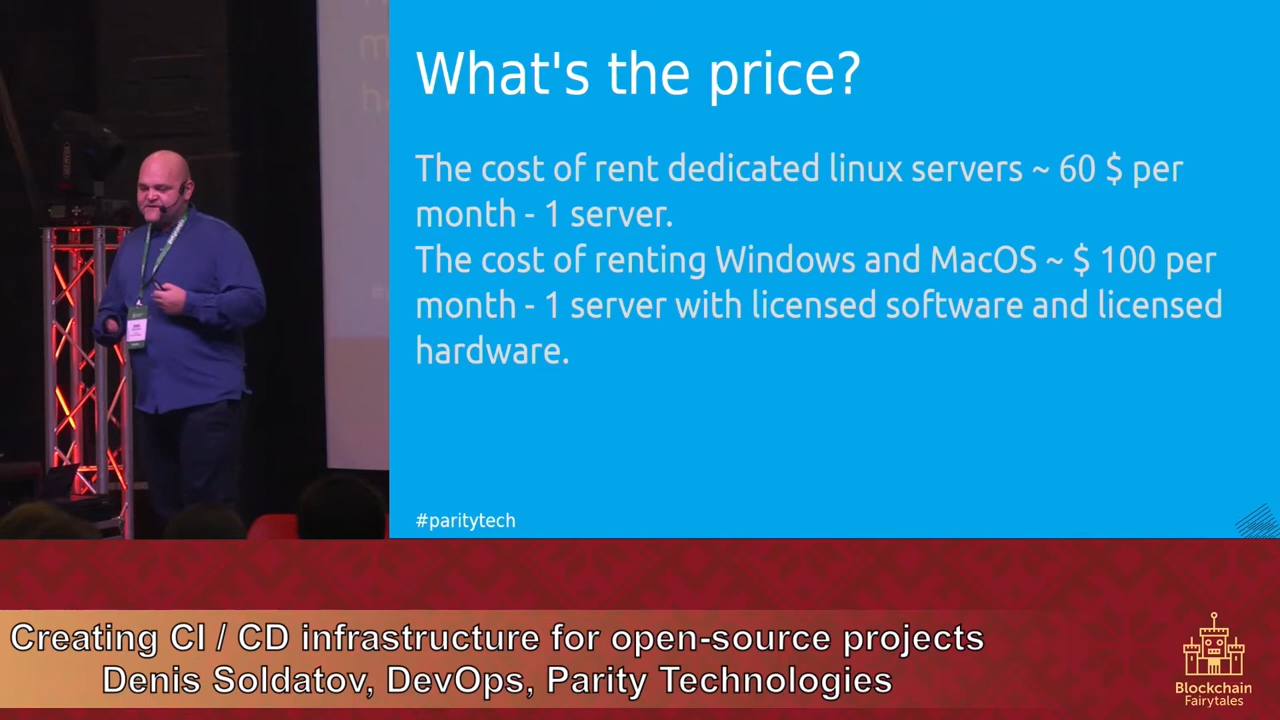 What's the price?
The cost of rent dedicated linux servers ~ 60 $ per
month - 1 server.
The cost of renting Windows and MacOS ~ $ 100 per
month - 1 server with licensed software and licensed
hardware.
#paritytech
Creating CI / CD infrastructure for open-source projects
Denis Soldatov, DevOps, Parity Technologies
Blockchain
Fairytales